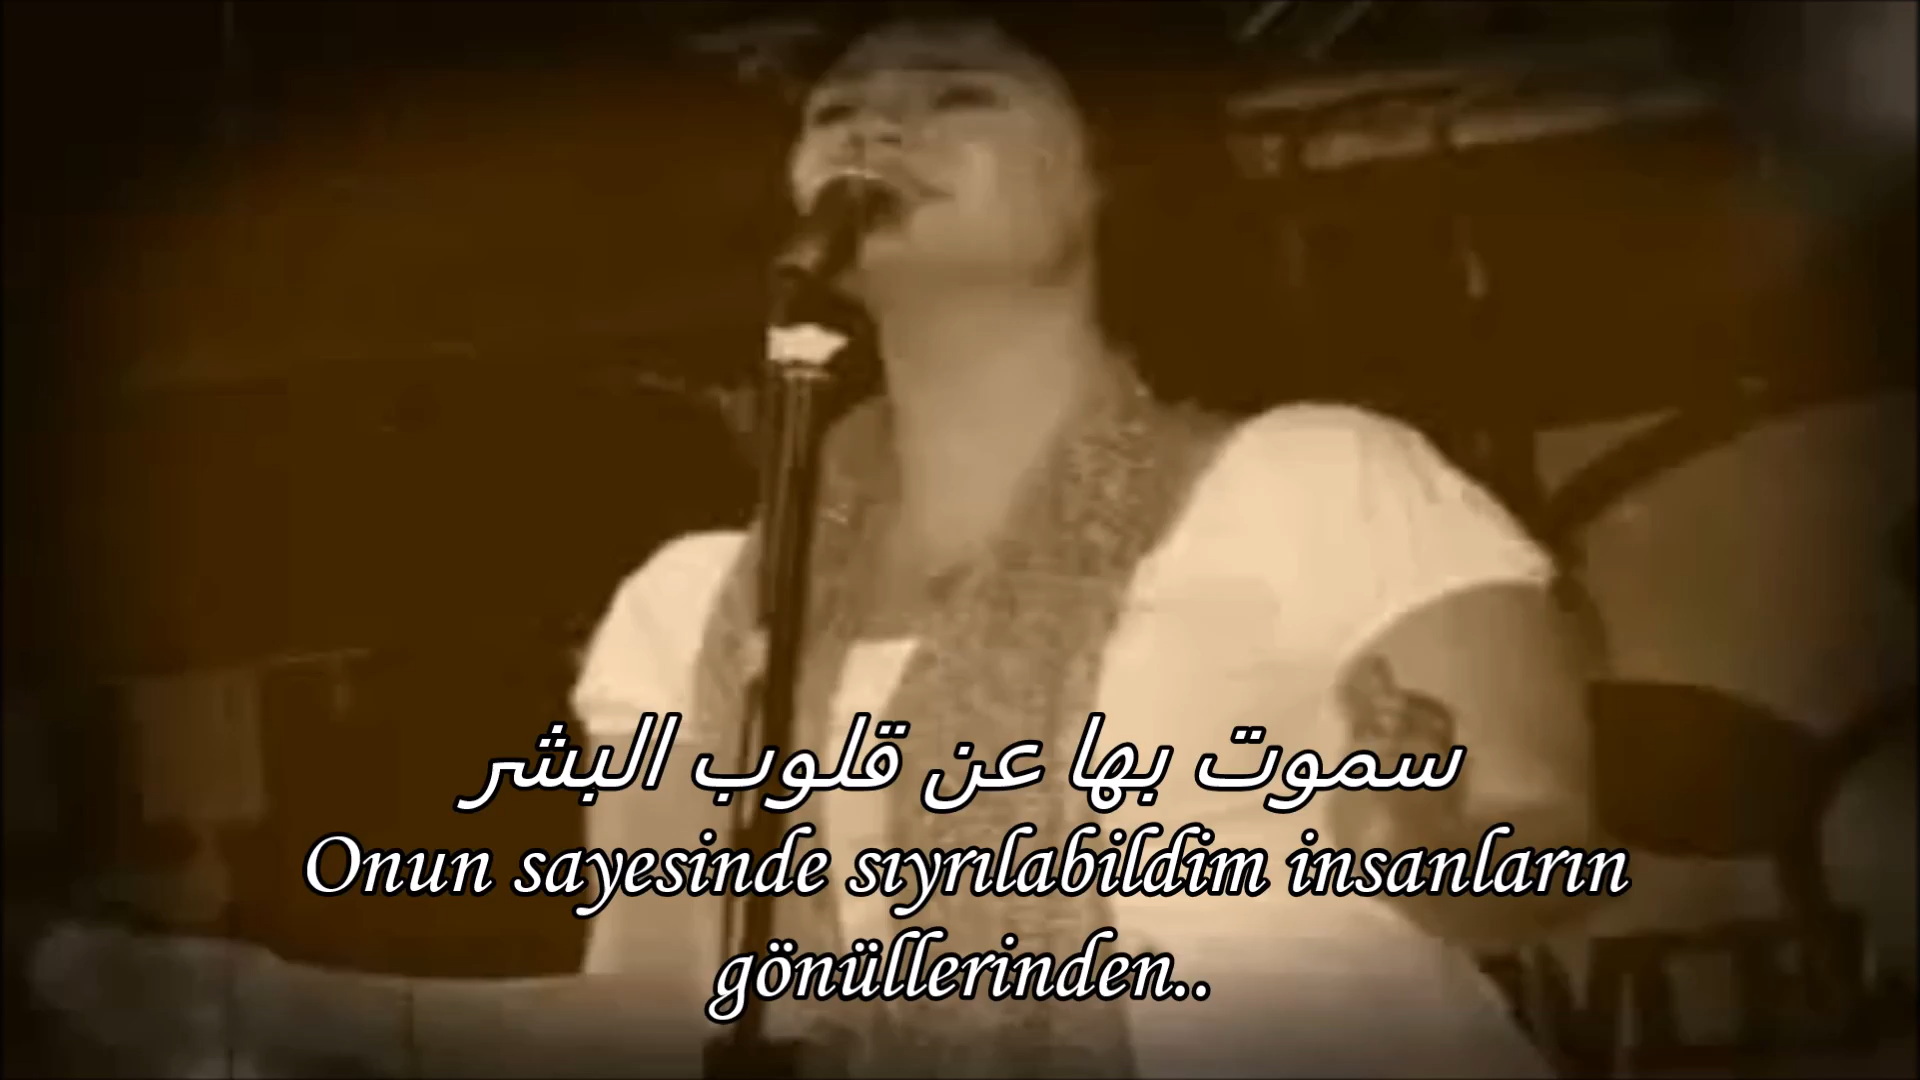 سموت بها عن قلوب البشر
Onun sayesinde sıyrılabildim insanların
gönüllerinden..